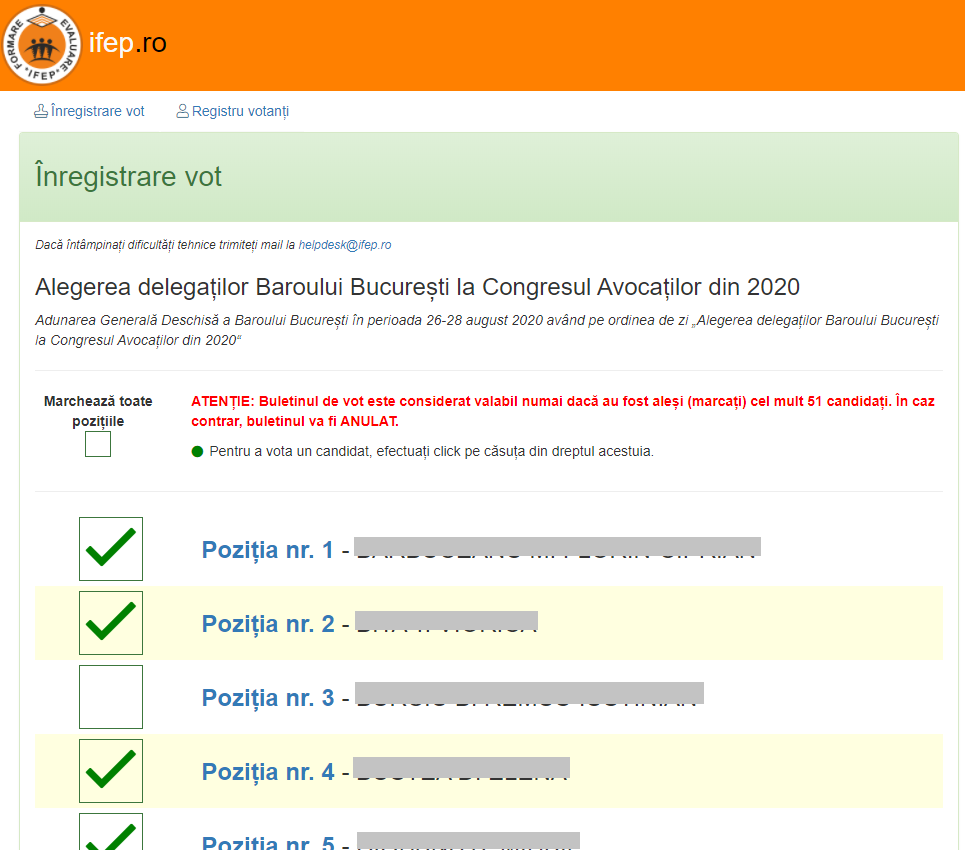 FORMARE EVALUARE
IFEP
ifep.ro
Înregistrare vot
Registru votanți
Înregistrare vot
Dacă întâmpinați dificultăți tehnice trimiteți mail la helpdesk@ifep.ro
Alegerea delegaților Baroului București la Congresul Avocaților din 2020
Adunarea Generală Deschisă a Baroului București în perioada 26-28 august 2020 având pe ordinea de zi „Alegerea delegaților Baroului București
la Congresul Avocaților din 2020“
Marchează toate
pozițiile
ATENȚIE: Buletinul de vot este considerat valabil numai dacă au fost aleși (marcați) cel mult 51 candidați. În caz
contrar, buletinul va fi ANULAT.
Pentru a vota un candidat, efectuați click pe căsuța din dreptul acestuia.
Poziția nr. 1 -
Poziția nr. 2 -
Poziția nr. 3 -
Poziția nr. 4 -
Poziția nr. 5 -